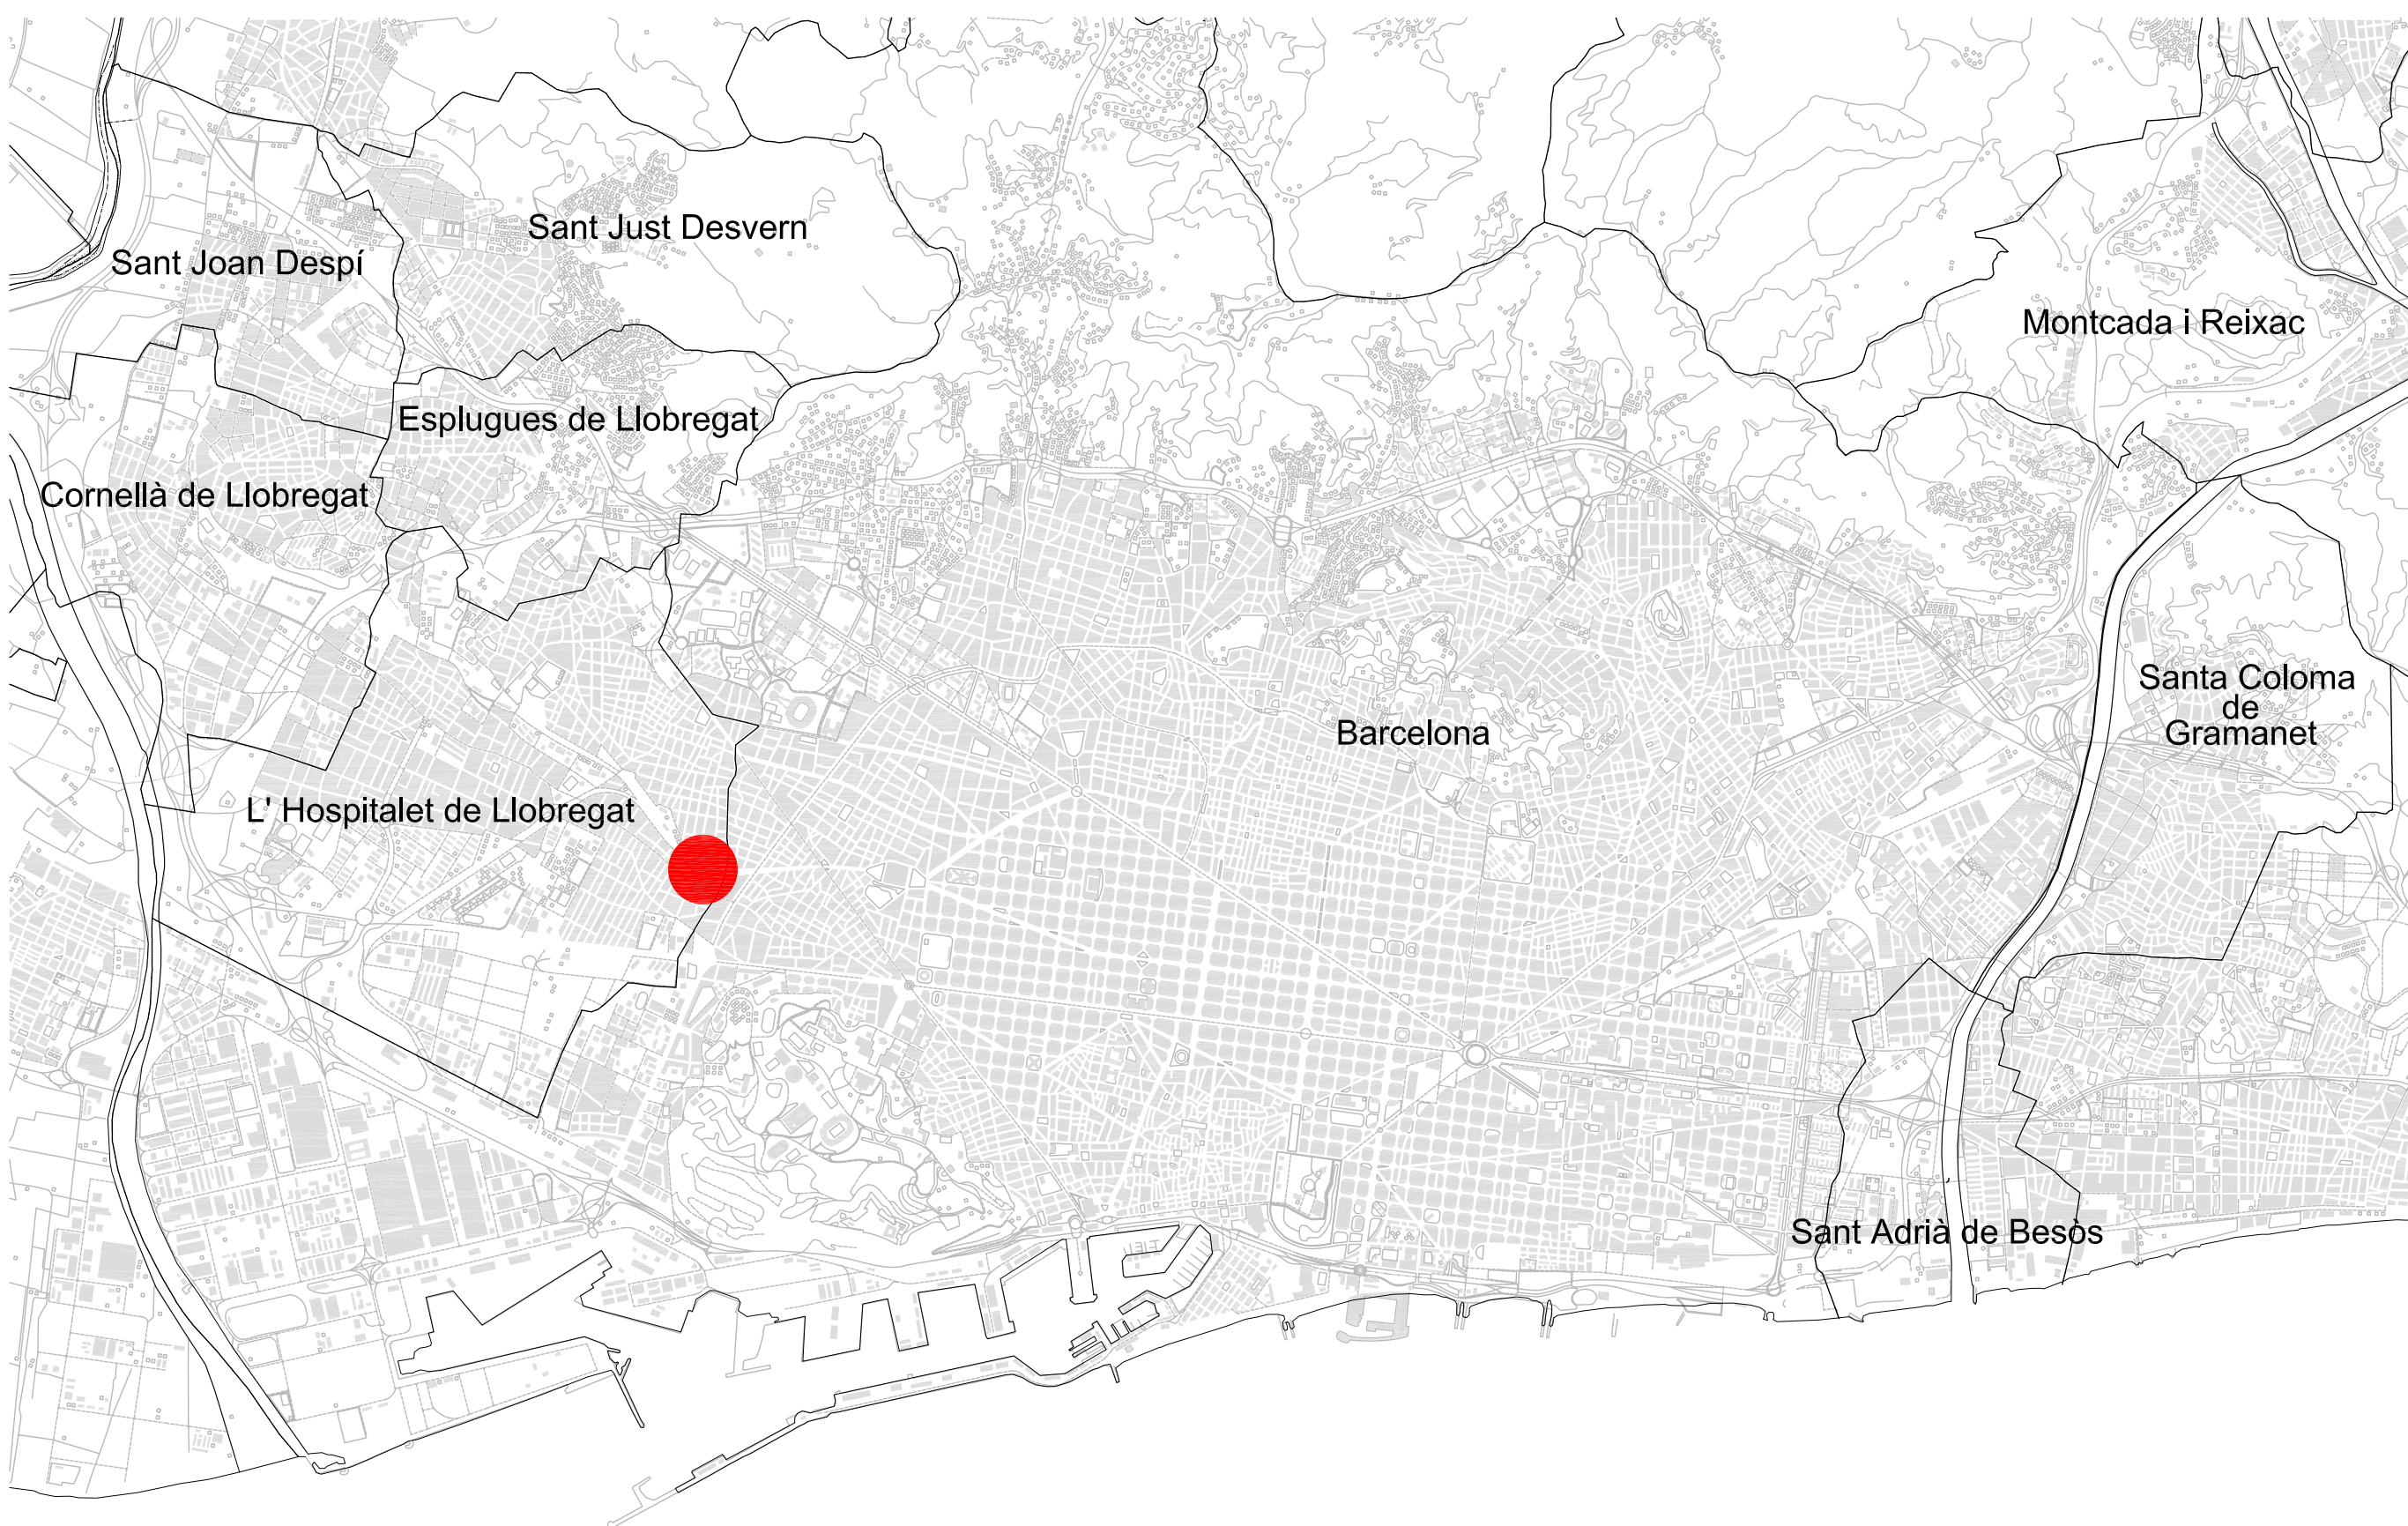 Sant Just Desvern
Sant Joan Despí
Montcada i Reixac
Esplugues de Llobregat
Cornellà de Llobregat
Santa Coloma
de
Gramanet
Barcelona
L' Hospitalet de Llobregat
Sant Adrià de Besòs